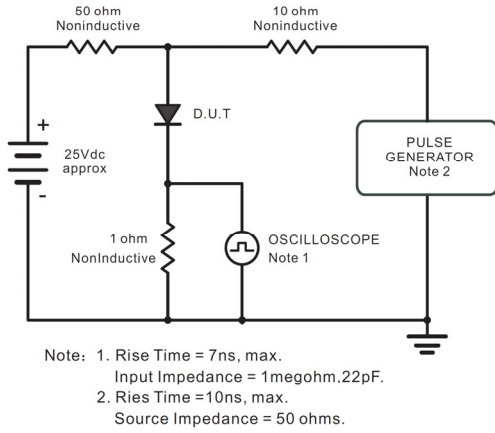 50 ohm
Noninductive
10 ohm
Noninductive
D.U.T
+
25Vdc
approx
-
PULSE
GENERATOR
Note 2
1 ohm
NonInductive
OSCILLOSCOPE
Note 1
Note: 1. Rise Time = 7ns, max.
Input Impedance = 1megohm,22pF.
2. Ries Time =10ns, max.
Source Impedance = 50 ohms.